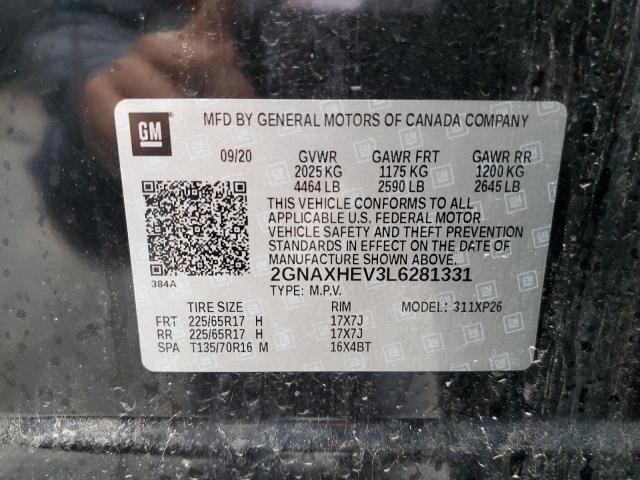 GM
MFD BY GENERAL MOTORS OF CANADA COMPANY
09/20 GVWR GAWR FRT GAWR RR
2025 KG 1175 KG 1200 KG
4464 LB 2590 LB 2645 LB
THIS VEHICLE CONFORMS TO ALL
APPLICABLE U.S. FEDERAL MOTOR
VEHICLE SAFETY AND THEFT PREVENTION
STANDARDS IN EFFECT ON THE DATE OF
MANUFACTURE SHOWN ABOVE.
384A
2GNAXHEV3L6281331
TYPE: M.P.V.
TIRE SIZE RIM MODEL: 311XP26
FRT 225/65R17 H 17X7J
RR 225/65R17 H 17X7J
SPA T135/70R16 M 16X4BT